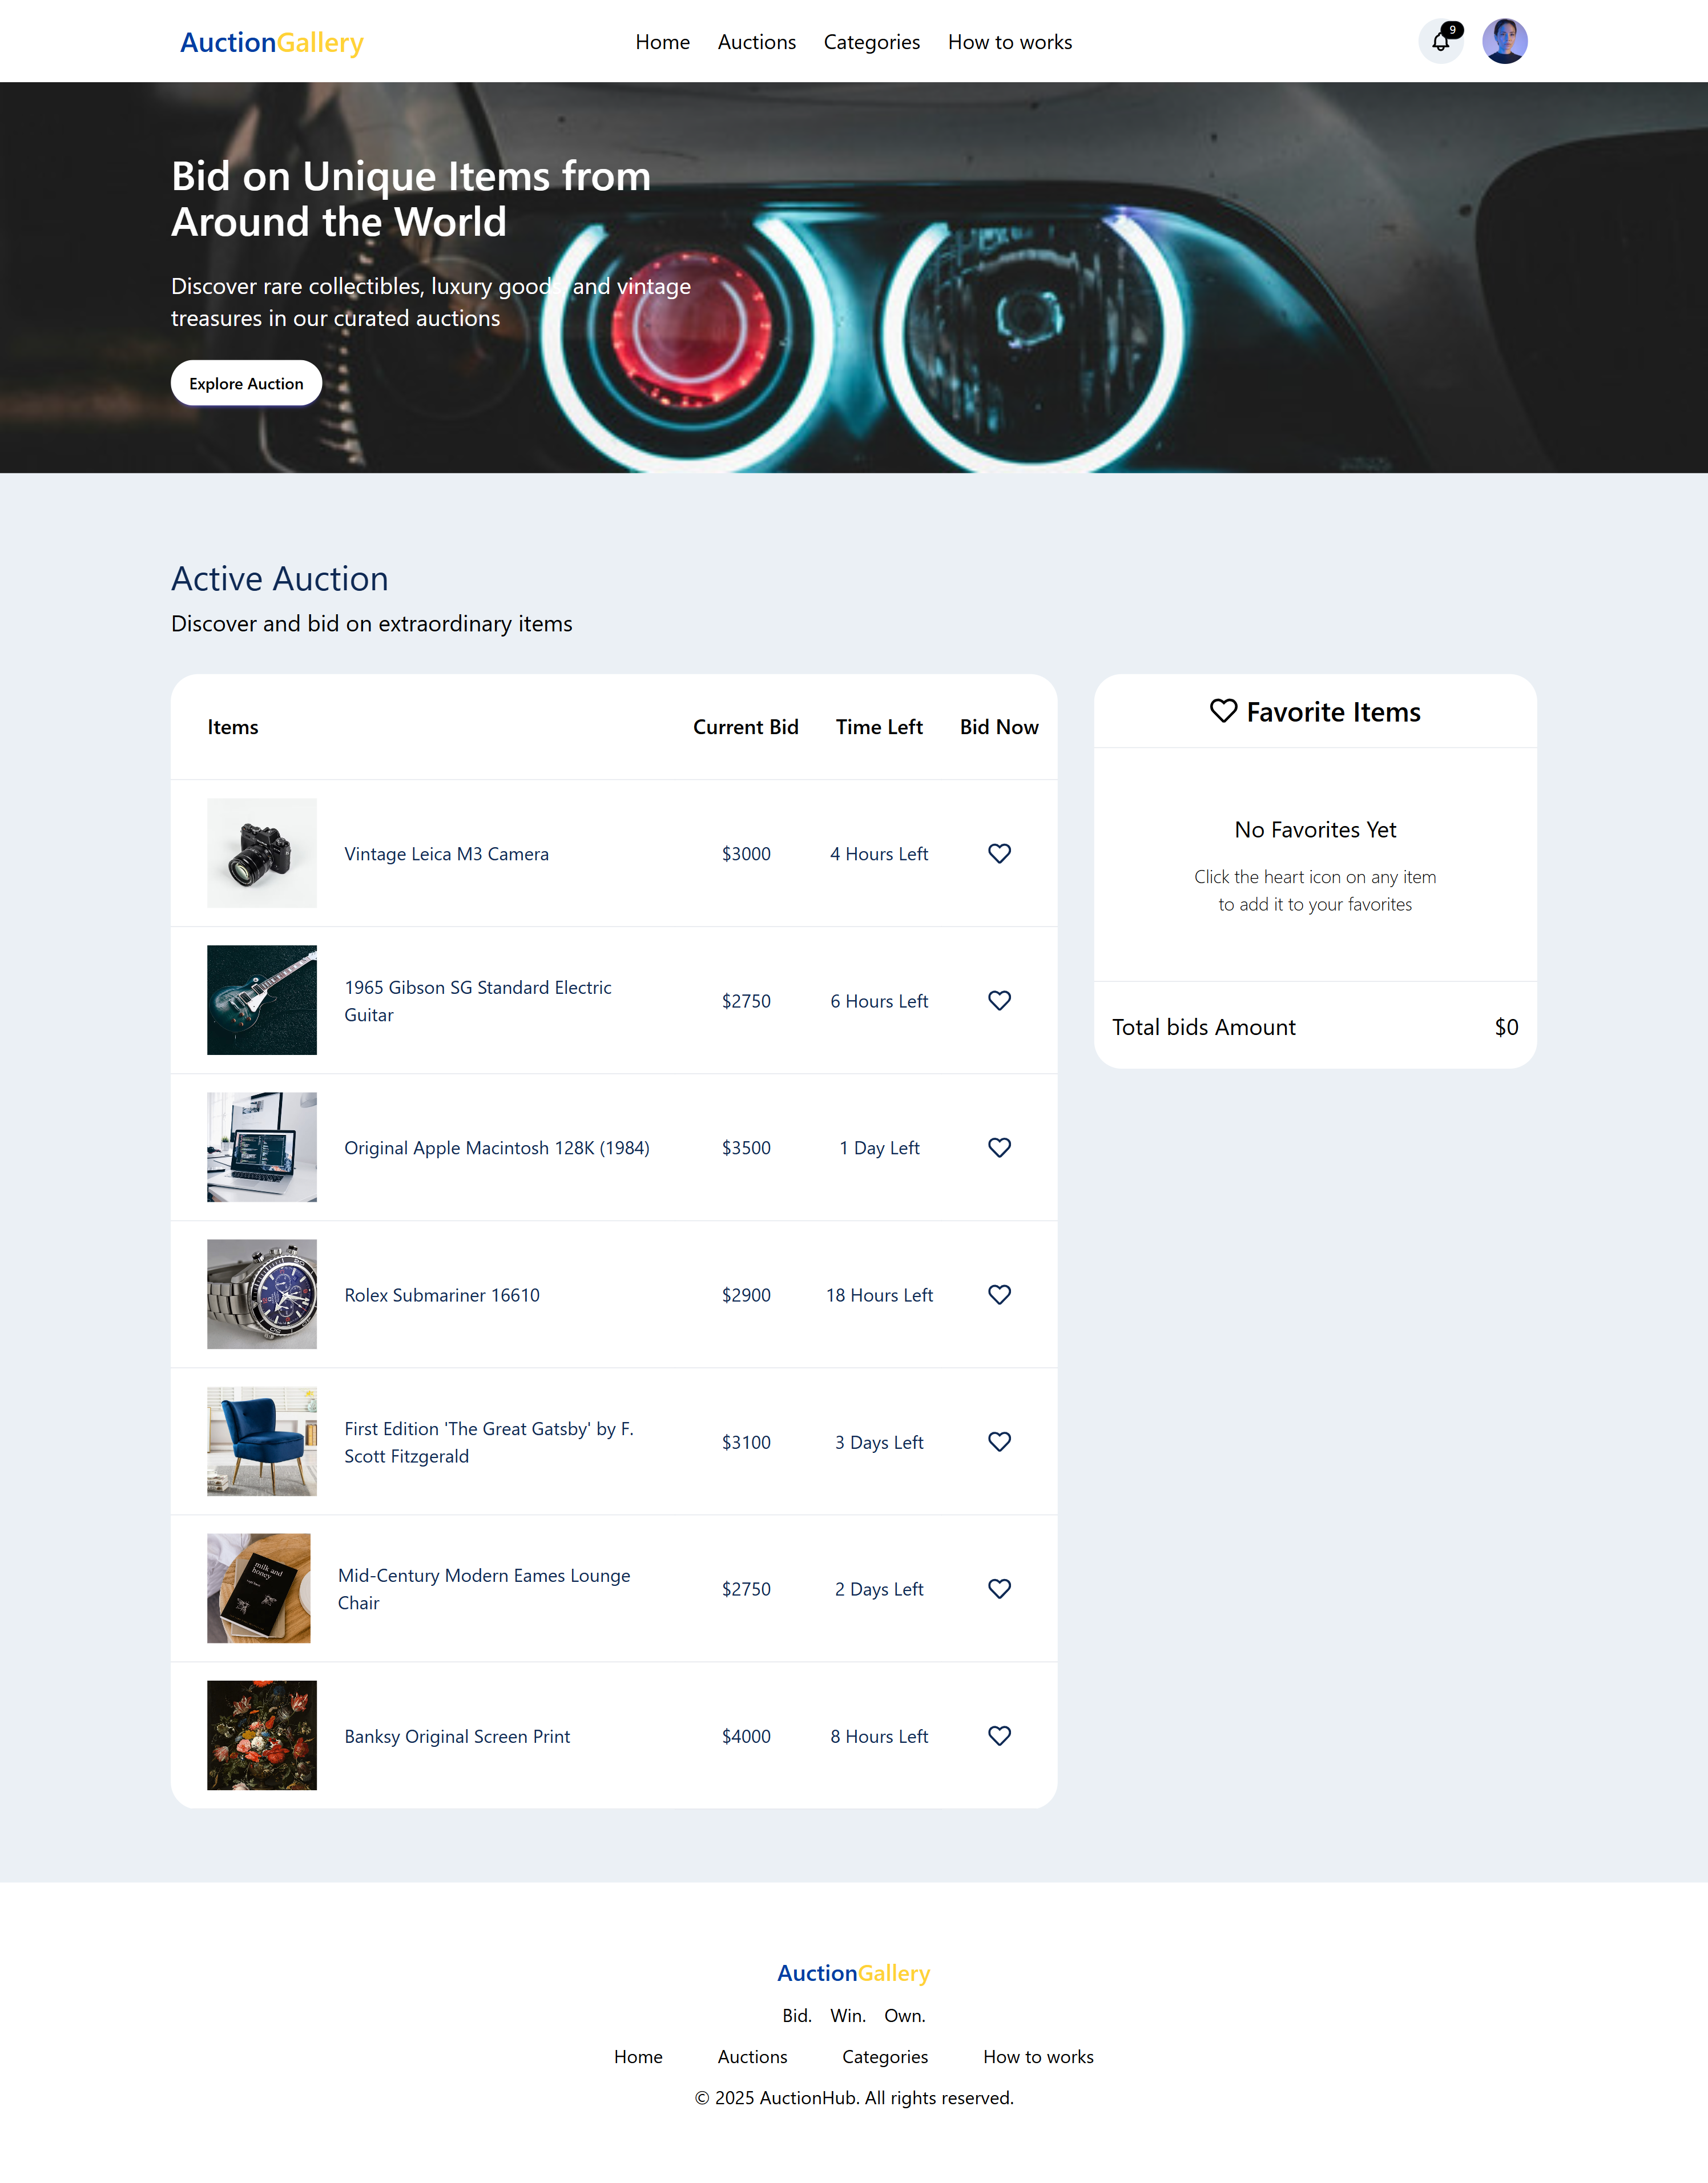 AuctionGallery
Home Auctions Categories How to works
9
Bid on Unique Items from
Around the World
Discover rare collectibles, luxury goods, and vintage
treasures in our curated auctions
Explore Auction
Active Auction
Discover and bid on extraordinary items
Items Current Bid Time Left Bid Now
Vintage Leica M3 Camera $3000 4 Hours Left
1965 Gibson SG Standard Electric
Guitar
$2750 6 Hours Left
Original Apple Macintosh 128K (1984) $3500 1 Day Left
Rolex Submariner 16610 $2900 18 Hours Left
First Edition 'The Great Gatsby' by F.
Scott Fitzgerald
$3100 3 Days Left
milk and
honey
Mid-Century Modern Eames Lounge
Chair
$2750 2 Days Left
Banksy Original Screen Print $4000 8 Hours Left
Favorite Items
No Favorites Yet
Click the heart icon on any item
to add it to your favorites
Total bids Amount $0
AuctionGallery
Bid. Win. Own.
Home Auctions Categories How to works
© 2025 AuctionHub. All rights reserved.